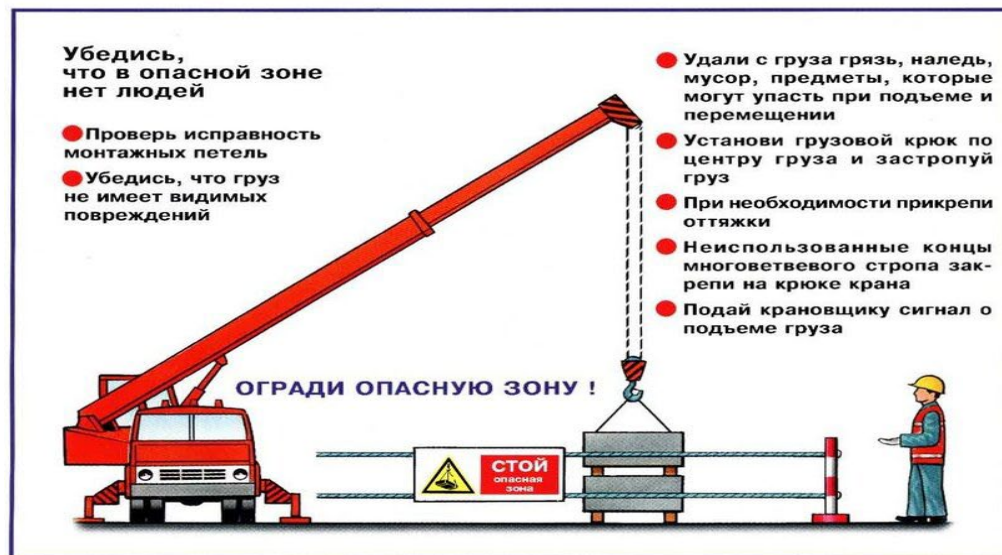 Убедись,
что в опасной зоне
нет людей
Проверь исправность
монтажных петель
Убедись, что груз
не имеет видимых
повреждений
Удали с груза грязь, наледь,
мусор, предметы, которые
могут упасть при подъеме и
перемещении
Установи грузовой крюк по
центру груза и застропуй
груз
При необходимости прикрепи
оттяжки
Неиспользованные концы
многоветвевого стропа зак-
репи на крюке крана
Подай крановщику сигнал о
подъеме груза
ОГРАДИ ОПАСНУЮ ЗОНУ !
СТОЙ
опасная
зона